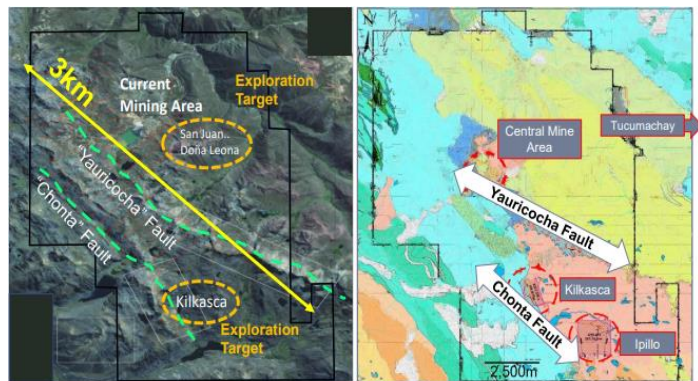 3km
Current
Mining Area
Exploration
Target
San Juan..
Doña Leona
"Yauricocha" Fault
"Chonta" Fault
Kilkasca
Exploration
Target
N
Tucumachay
Central Mine
Area
Yauricocha Fault
Kilkasca
Chonta Fault
Ipillo
2,500m